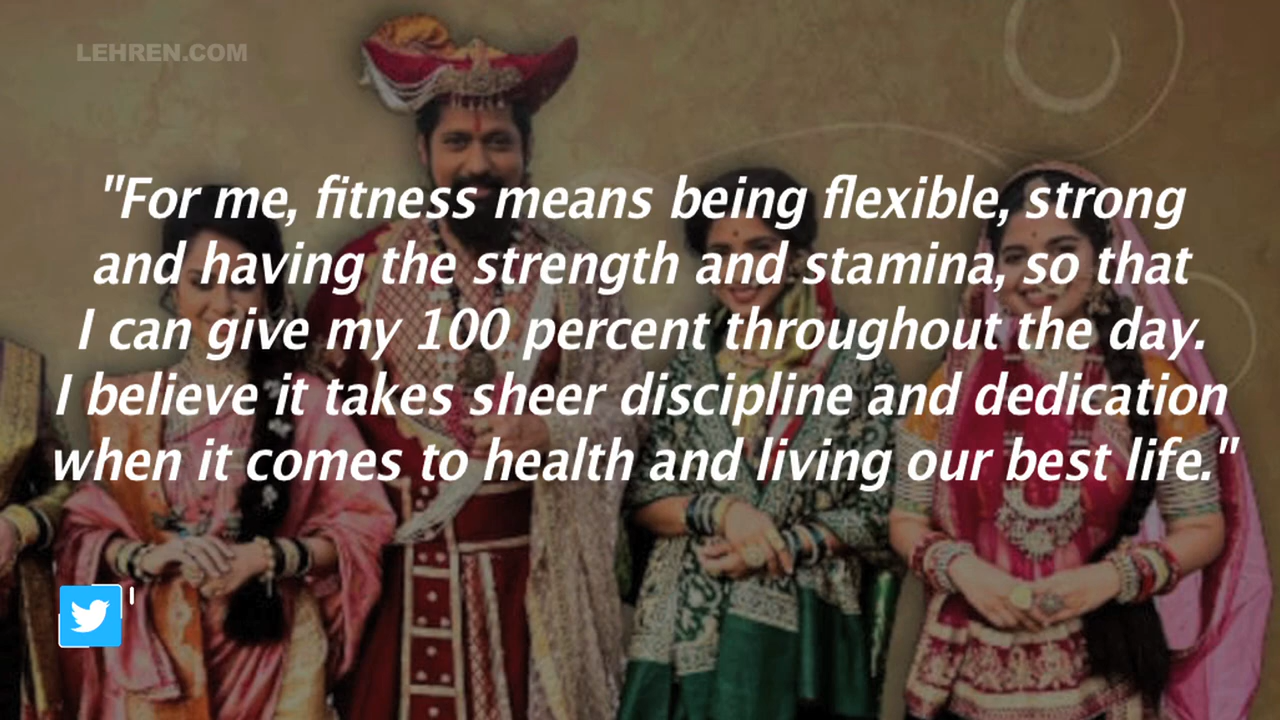 LEHREN.COM
"For me, fitness means being flexible, strong
and having the strength and stamina, so that
I can give my 100 percent throughout the day.
I believe it takes sheer discipline and dedication
when it comes to health and living our best life."